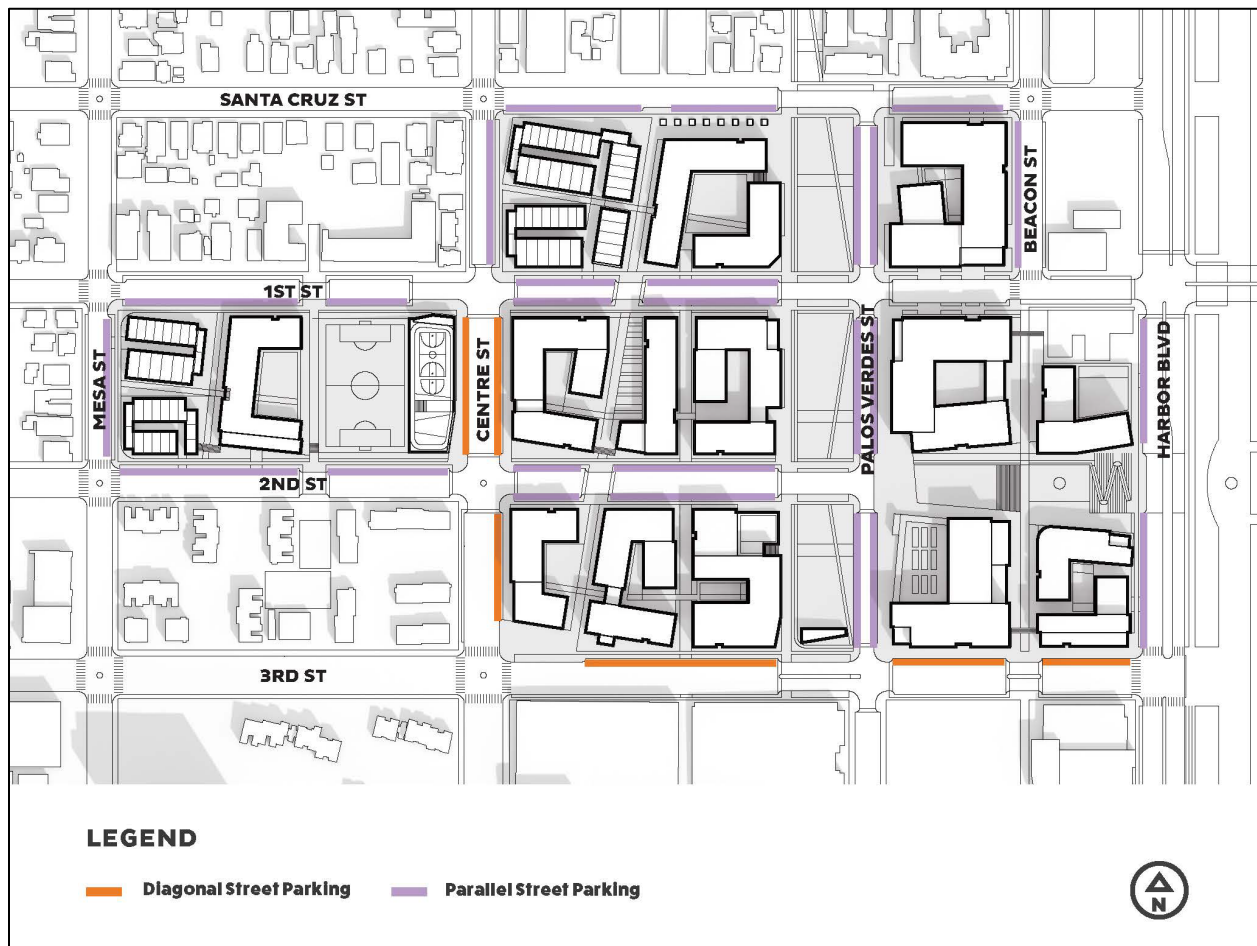 SANTA CRUZ ST
BEACON ST
1ST ST
MESA ST
CENTRE ST
PALOS VERDES ST
HARBOR BLVD
2ND ST
3RD ST
LEGEND
Diagonal Street Parking
Parallel Street Parking
N